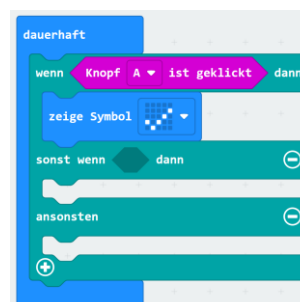 dauerhaft
wenn Knopf A ist geklickt dann
zeige Symbol
sonst wenn dann
ansonsten